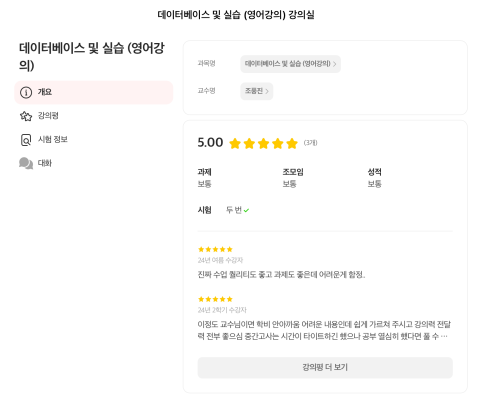 데이터베이스 및 실습 (영어강의) 강의실
데이터베이스 및 실습 (영어강
의)
개요
강의평
시험 정보
대화
과목명
데이터베이스 및 실습 (영어강의)
교수명
조용진
5.00
(3개)
과제
조모임
성적
보통
보통
보통
시험
두 번
24년 여름 수강자
진짜 수업 퀄리티도 좋고 과제도 좋은데 어려운게 함정..
24년 2학기 수강자
이정도 교수님이면 학비 안아까움 어려운 내용인데 쉽게 가르쳐 주시고 강의력 전달
력 전부 좋으심 중간고사는 시간이 타이트하긴 했으나 공부 열심히 했다면 풀 수 …
강의평 더 보기